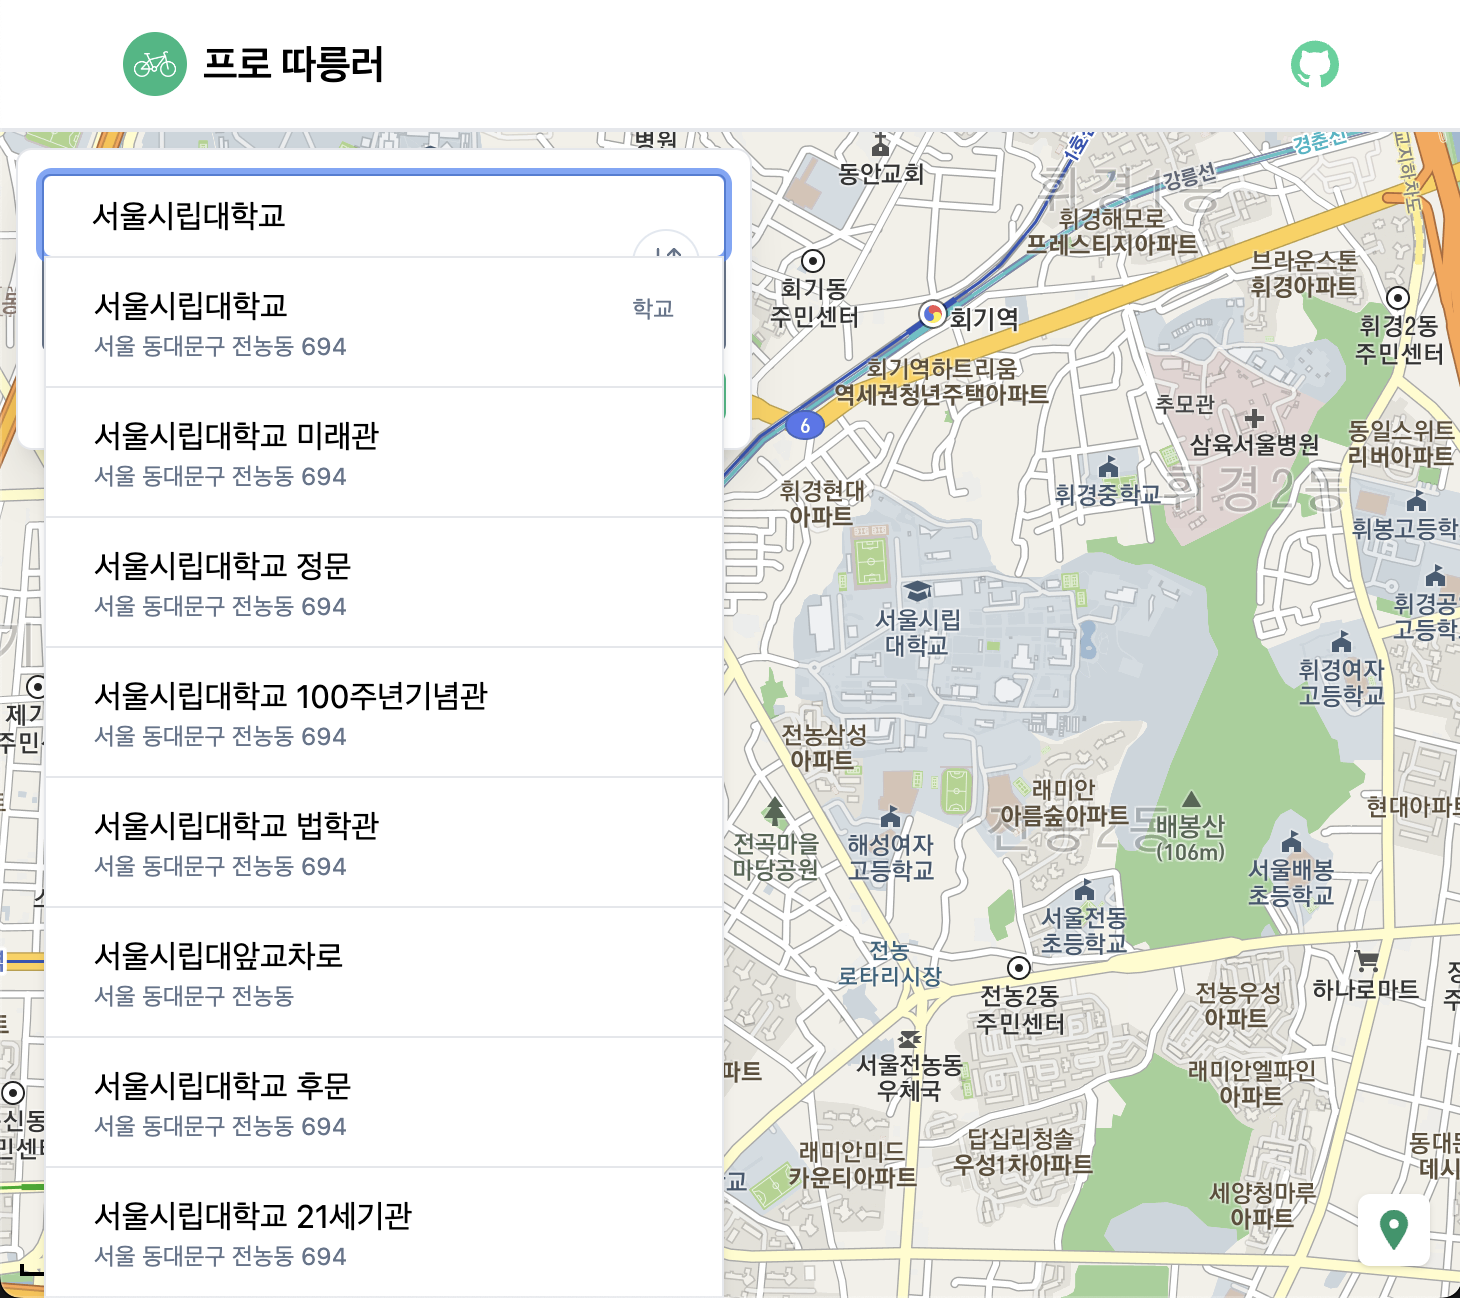 프로 따릉러
서울시립대학교
서울시립대학교
학교
서울 동대문구 전농동 694
서울시립대학교 미래관
서울 동대문구 전농동 694
서울시립대학교 정문
서울 동대문구 전농동 694
서울시립대학교 100주년기념관
서울 동대문구 전농동 694
서울시립대학교 법학관
서울 동대문구 전농동 694
서울시립대앞교차로
서울 동대문구 전농동
서울시립대학교 후문
서울 동대문구 전농동 694
서울시립대학교 21세기관
서울 동대문구 전농동 694
병원
동안교회
1호선
강릉선
경춘선
휘경1동
휘경해모로
프레스티지아파트
브라운스톤
휘경아파트
회기동
주민센터
회기역
휘경2동
주민센터
회기역하트리움
역세권청년주택아파트
6
추모관
삼육서울병원
동일스위트
리버아파트
휘경현대
아파트
휘경중학교
휘경2동
휘봉고등학
서울시립
대학교
휘경공
고등학
휘경여자
고등학교
전농삼성
아파트
래미안
아름숲아파트
전농2동
배봉산
(106m)
현대아파트
전곡마을
마당공원
해성여자
고등학교
서울배봉
초등학교
서울전동
초등학교
전농
로타리시장
전농2동
주민센터
전농우성
아파트
하나로마트
서울전농동
우체국
래미안엘파인
아파트
파트
답십리청솔
우성1차아파트
래미안미드
카운티아파트
세양청마루
아파트
동대문
데시
제기
주민
신동
민센
교